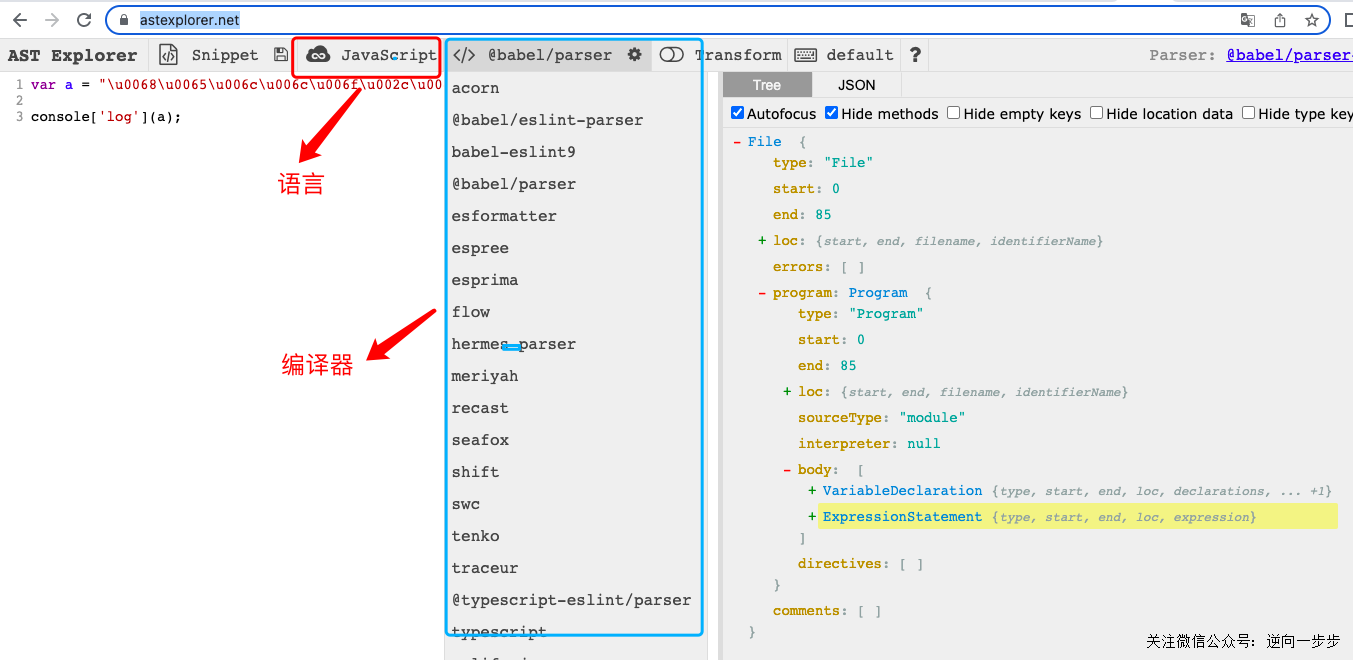 astexplorer.net
AST Explorer
Snippet
JavaScript
</> @babel/parser
Transform
default
?
Parser: @babel/parser-
1 var a = "\u0068\u0065\u006c\u006c\u006f\u002c\u00
2
3 console['log'](a);
语言
编译器
acorn
@babel/eslint-parser
babel-eslint9
@babel/parser
esformatter
espree
esprima
flow
hermes-parser
meriyah
recast
seafox
shift
swc
tenko
traceur
@typescript-eslint/parser
typescript
Tree
JSON
Autofocus
Hide methods
Hide empty keys
Hide location data
Hide type key
- File {
type: "File"
start: 0
end: 85
+ loc: {start, end, filename, identifierName}
errors: [ ]
- program: Program {
type: "Program"
start: 0
end: 85
+ loc: {start, end, filename, identifierName}
sourceType: "module"
interpreter: null
- body: [
+ VariableDeclaration {type, start, end, loc, declarations, ... +1}
+ ExpressionStatement {type, start, end, loc, expression}
]
directives: [ ]
}
comments: [ ]
}
关注微信公众号：逆向一步步